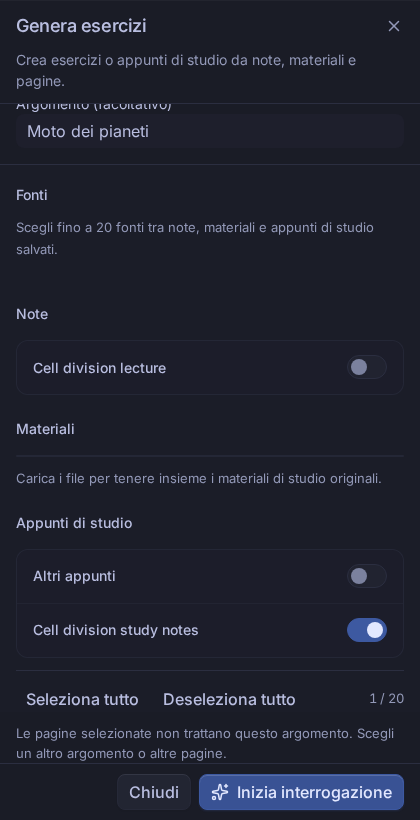 Genera esercizi
Crea esercizi o appunti di studio da note, materiali e
pagine.
Argomento (facoltativo)
Moto dei pianeti
Fonti
Scegli fino a 20 fonti tra note, materiali e appunti di studio
salvati.
Note
Cell division lecture
Materiali
Carica i file per tenere insieme i materiali di studio originali.
Appunti di studio
Altri appunti
Cell division study notes
Seleziona tutto Deseleziona tutto 1 / 20
Le pagine selezionate non trattano questo argomento. Scegli
un altro argomento o altre pagine.
Chiudi Inizia interrogazione